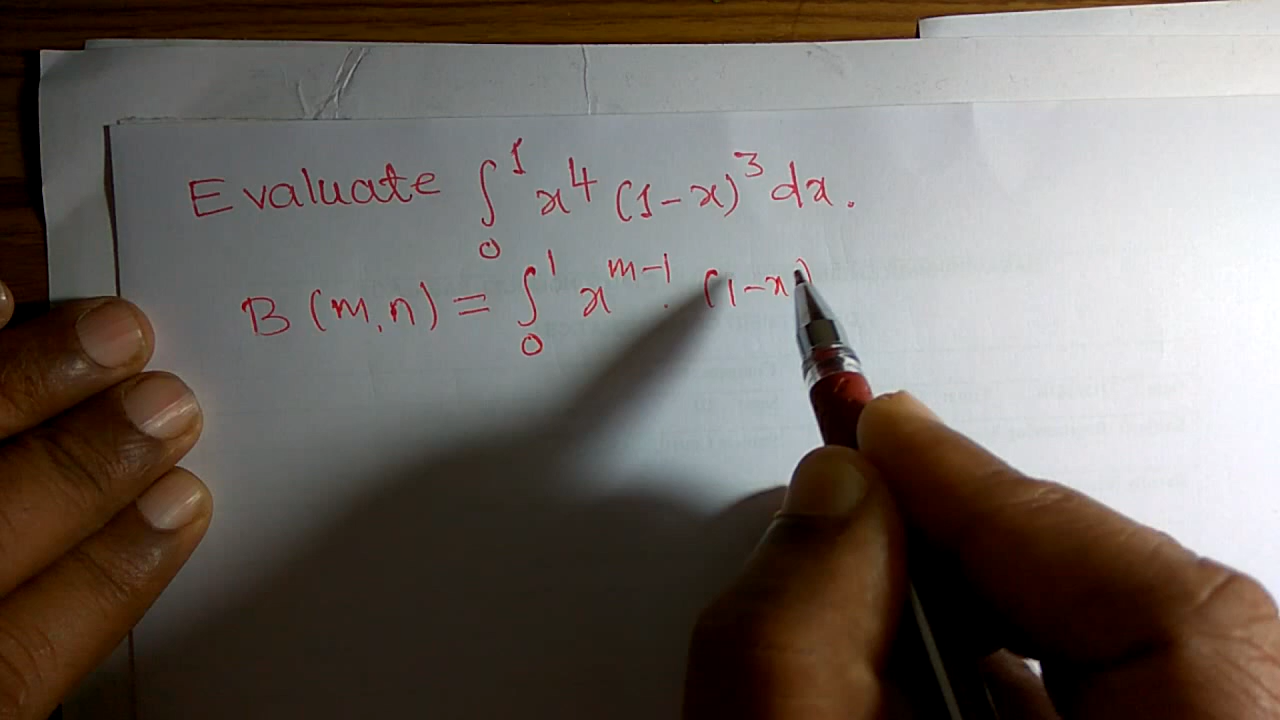 Evaluate ∫₀¹ x⁴ (1-x)³ dx.
B(m,n) = ∫₀¹ x^{m-1} . (1-x)